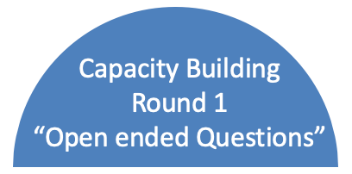 Capacity Building
Round 1
“Open ended Questions”